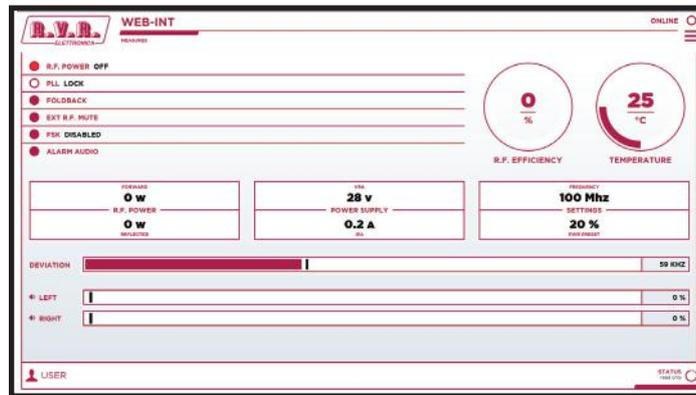 R.V.R.
ELETTRONICA
WEB-INT
MEASURES
ONLINE
R.F. POWER OFF
PLL LOCK
FOLDBACK
EXT R.F. MUTE
FSK DISABLED
ALARM AUDIO
0
%
R.F. EFFICIENCY
25
°C
TEMPERATURE
FORWARD
0 W
R.F. POWER
0 W
REFLECTED
VPA
28 V
POWER SUPPLY
0.2 A
IPA
FREQUENCY
100 Mhz
SETTINGS
20 %
PWR PRESET
DEVIATION
59 KHZ
LEFT
0 %
RIGHT
0 %
USER
STATUS